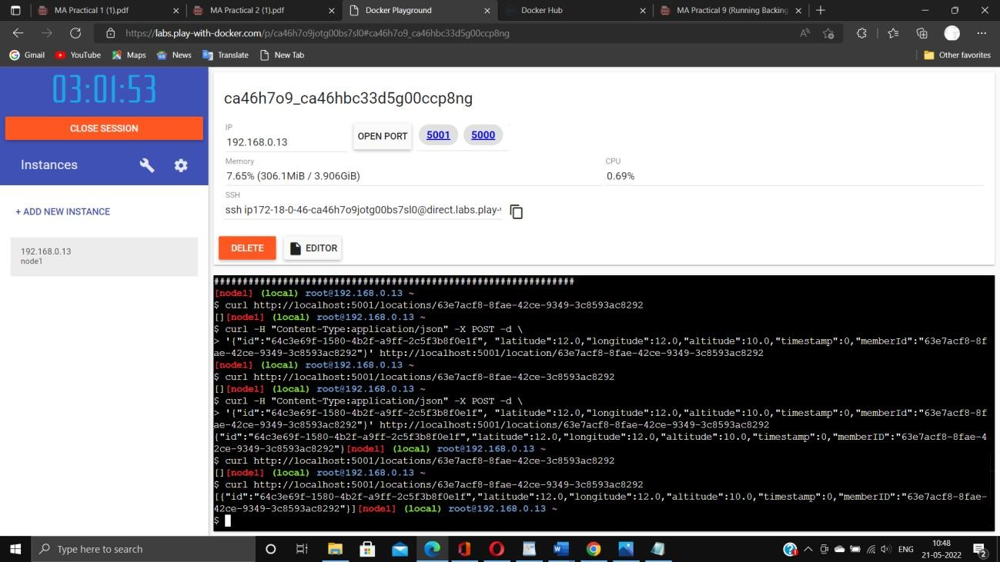 MA Practical 1 (1).pdf
MA Practical 2 (1).pdf
Docker Playground
Docker Hub
MA Practical 9 (Running Backing
https://labs.play-with-docker.com/p/ca46h7o9jotg00bs7sl0#ca46h7o9_ca46hbc33d5g00ccp8ng
Gmail YouTube Maps News Translate New Tab Other favorites
03:01:53
CLOSE SESSION
Instances
+ ADD NEW INSTANCE
192.168.0.13
node1
ca46h7o9_ca46hbc33d5g00ccp8ng
IP
192.168.0.13
OPEN PORT 5001 5000
Memory
7.65% (306.1MiB / 3.906GiB)
CPU
0.69%
SSH
ssh ip172-18-0-46-ca46h7o9jotg00bs7sl0@direct.labs.play-
DELETE EDITOR
###############################################################
[node1] (local) root@192.168.0.13 ~
$ curl http://localhost:5001/locations/63e7acf8-8fae-42ce-9349-3c8593ac8292
[][node1] (local) root@192.168.0.13 ~
$ curl -H "Content-Type:application/json" -X POST -d \
> '{"id":"64c3e69f-1580-4b2f-a9ff-2c5f3b8f0e1f", "latitude":12.0,"longitude":12.0,"altitude":10.0,"timestamp":0,"memberId":"63e7acf8-8f
ae-42ce-9349-3c8593ac8292"}' http://localhost:5001/location/63e7acf8-8fae-42ce-9349-3c8593ac8292
[node1] (local) root@192.168.0.13 ~
$ curl http://localhost:5001/locations/63e7acf8-8fae-42ce-3c8593ac8292
[][node1] (local) root@192.168.0.13 ~
$ curl -H "Content-Type:application/json" -X POST -d \
> '{"id":"64c3e69f-1580-4b2f-a9ff-2c5f3b8f0e1f", "latitude":12.0,"longitude":12.0,"altitude":10.0,"timestamp":0,"memberId":"63e7acf8-8f
ae-42ce-9349-3c8593ac8292"}' http://localhost:5001/locations/63e7acf8-8fae-42ce-9349-3c8593ac8292
{"id":"64c3e69f-1580-4b2f-a9ff-2c5f3b8f0e1f","latitude":12.0,"longitude":12.0,"altitude":10.0,"timestamp":0,"memberID":"63e7acf8-8fae-4
2ce-9349-3c8593ac8292"}[node1] (local) root@192.168.0.13 ~
$ curl http://localhost:5001/locations/63e7acf8-8fae-42ce-3c8593ac8292
[][node1] (local) root@192.168.0.13 ~
$ curl http://localhost:5001/locations/63e7acf8-8fae-42ce-9349-3c8593ac8292
[{"id":"64c3e69f-1580-4b2f-a9ff-2c5f3b8f0e1f","latitude":12.0,"longitude":12.0,"altitude":10.0,"timestamp":0,"memberID":"63e7acf8-8fae-
42ce-9349-3c8593ac8292"}][node1] (local) root@192.168.0.13 ~
$
Type here to search
ENG
10:48
21-05-2022
2